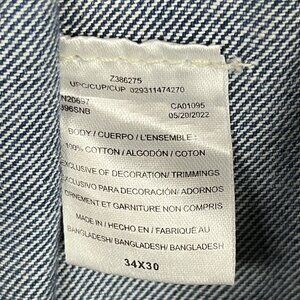 Z386275
UPC/CUP/CUP 029311474270
N20697 CA01095
396SNB 05/20/2022
BODY / CUERPO / L'ENSEMBLE :
100% COTTON / ALGODÓN / COTON
EXCLUSIVE OF DECORATION/ TRIMMINGS
EXCLUSIVO PARA DECORACIÓN/ ADORNOS
ORNEMENT ET GARNITURE NON COMPRIS
MADE IN / HECHO EN / FABRIQUÉ AU
BANGLADESH/ BANGLADESH/ BANGLADESH
34X30